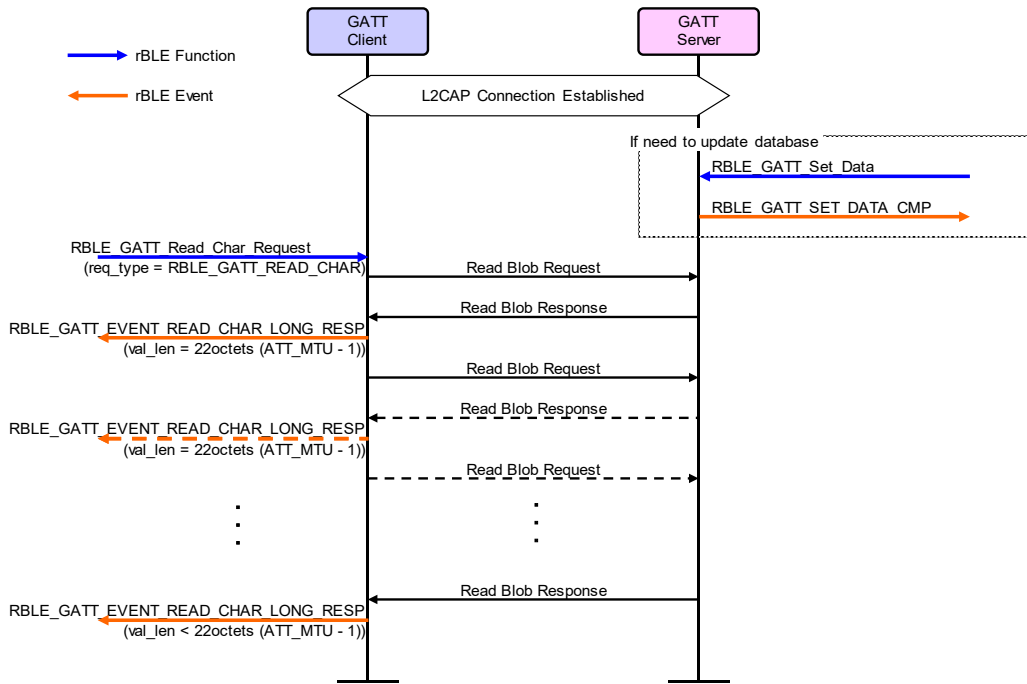 GATT
Client
GATT
Server
rBLE Function
rBLE Event
L2CAP Connection Established
If need to update database
RBLE_GATT_Set_Data
RBLE_GATT_SET_DATA_CMP
RBLE_GATT_Read_Char_Request
(req_type = RBLE_GATT_READ_CHAR)
Read Blob Request
Read Blob Response
RBLE_GATT_EVENT_READ_CHAR_LONG_RESP
(val_len = 22octets (ATT_MTU - 1))
Read Blob Request
Read Blob Response
RBLE_GATT_EVENT_READ_CHAR_LONG_RESP
(val_len = 22octets (ATT_MTU - 1))
Read Blob Request
Read Blob Response
RBLE_GATT_EVENT_READ_CHAR_LONG_RESP
(val_len < 22octets (ATT_MTU - 1))